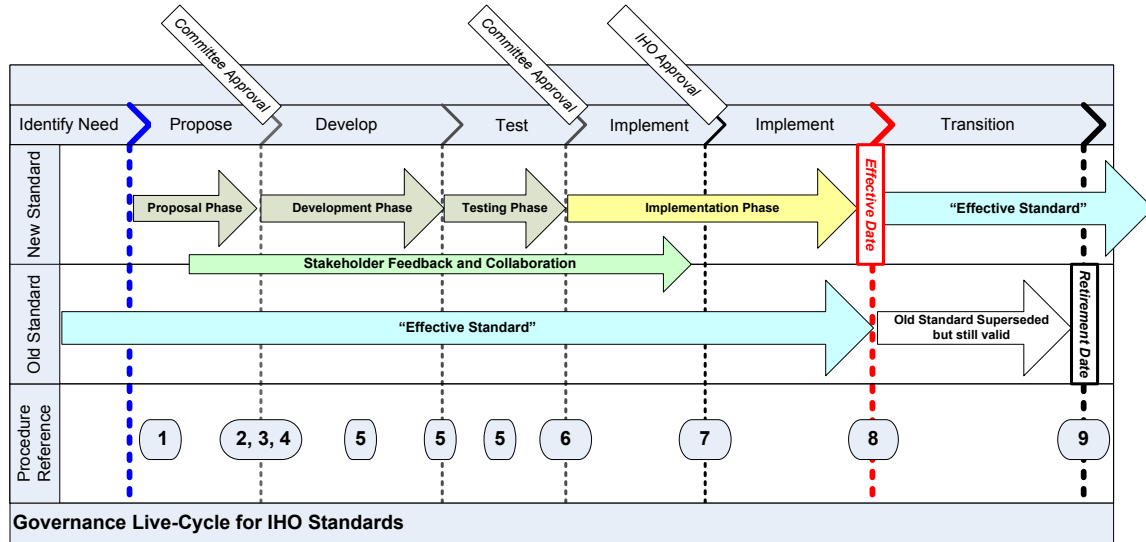 Committee Approval
Committee Approval
IHO Approval
Identify Need
Propose
Develop
Test
Implement
Implement
Transition
New Standard
Proposal Phase
Development Phase
Testing Phase
Implementation Phase
Effective Date
“Effective Standard”
Stakeholder Feedback and Collaboration
Old Standard
“Effective Standard”
Old Standard Superseded
but still valid
Retirement Date
Procedure
Reference
1
2, 3, 4
5
5
5
6
7
8
9
Governance Live-Cycle for IHO Standards